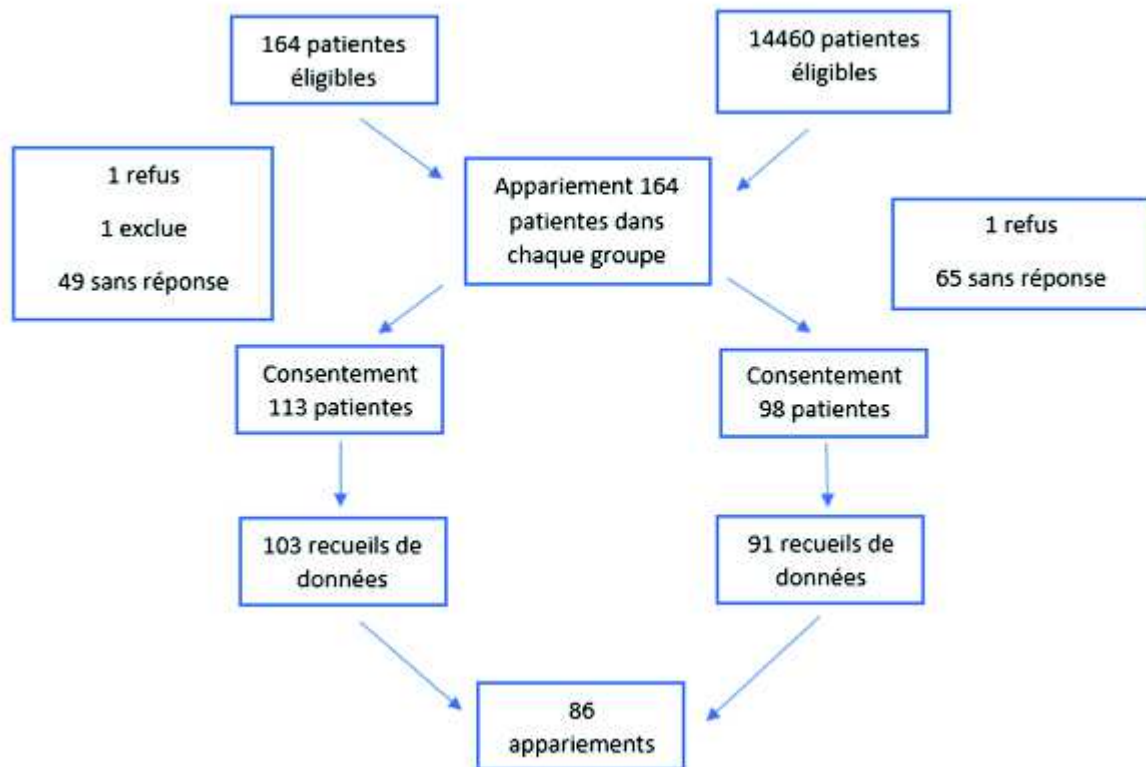 164 patientes
éligibles
14460 patientes
éligibles
1 refus
1 exclue
49 sans réponse
Appariement 164
patientes dans
chaque groupe
1 refus
65 sans réponse
Consentement
113 patientes
Consentement
98 patientes
103 recueils de
données
91 recueils de
données
86
appariements